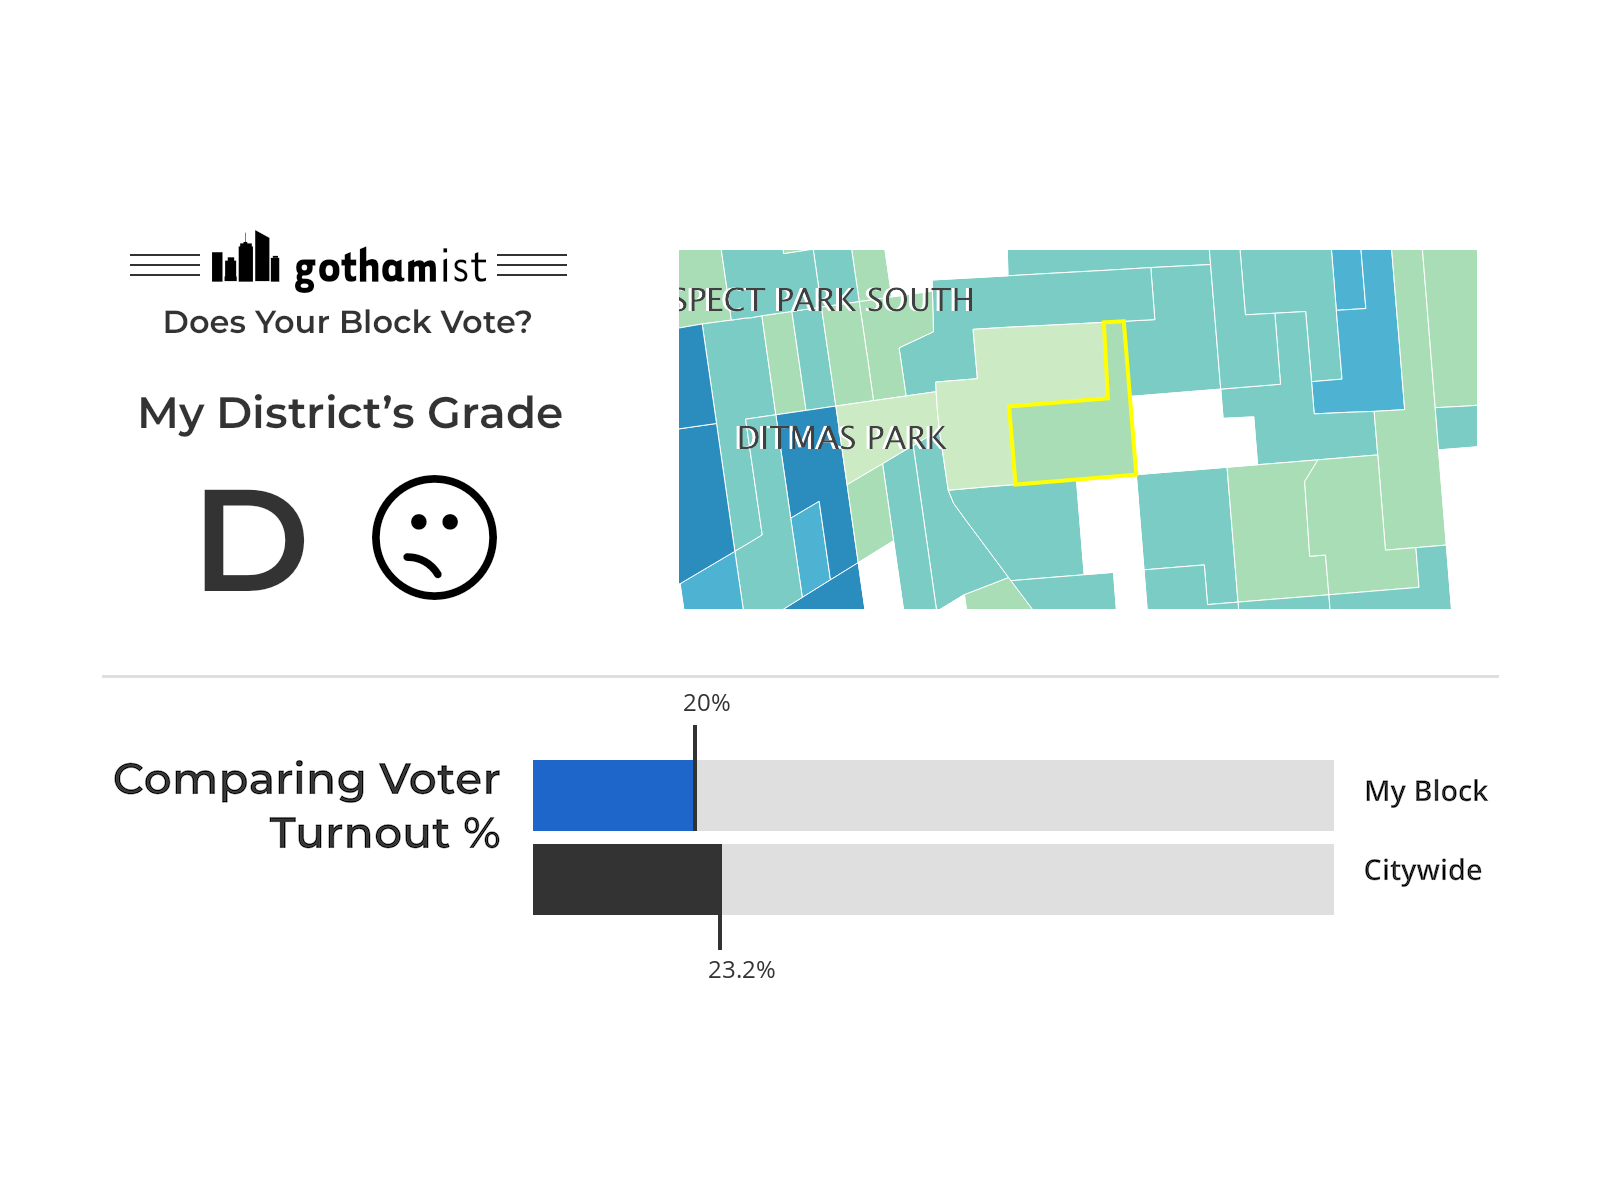 gothamist
Does Your Block Vote?
My District's Grade
D
SPECT PARK SOUTH
DITMAS PARK
20%
Comparing Voter
Turnout %
My Block
Citywide
23.2%